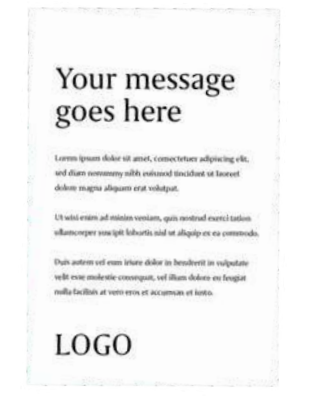 Your message
goes here
Lorem ipsum dolor sit amet, consectetuer adipiscing elit,
sed diam nonummy nibh euismod tincidunt ut laoreet
dolore magna aliquam erat volutpat.
Ut wisi enim ad minim veniam, quis nostrud exerci tation
ullamcorper suscipit lobortis nisl ut aliquip ex ea commodo.
Duis autem vel eum iriure dolor in hendrerit in vulputate
velit esse molestie consequat, vel illum dolore eu feugiat
nulla facilisis at vero eros et accumsan et iusto.
LOGO